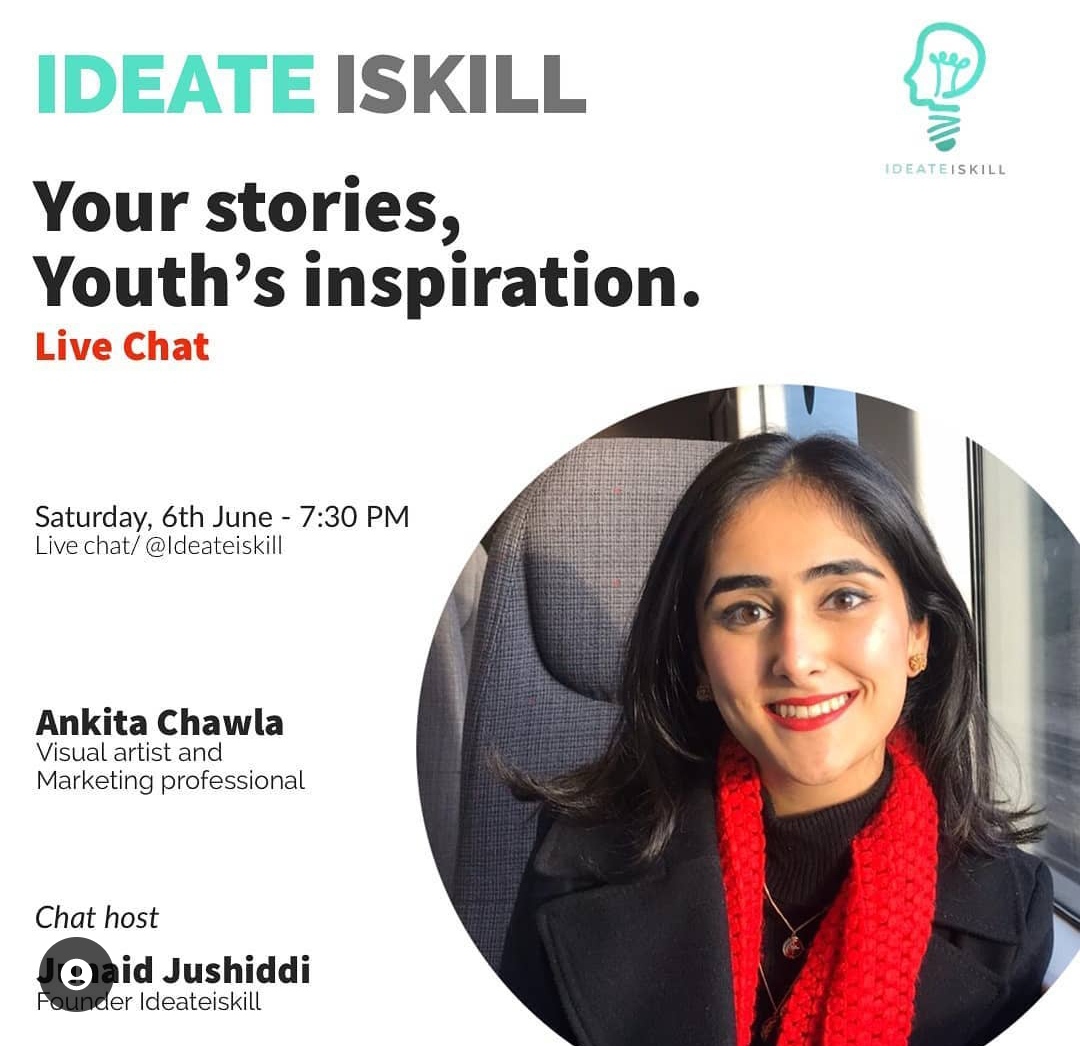 IDEATE ISKILL
IDEATEISKILL
Your stories,
Youth's inspiration.
Live Chat
Saturday, 6th June - 7:30 PM
Live chat/ @Ideateiskill
Ankita Chawla
Visual artist and
Marketing professional
Chat host
Junaid Jushiddi
Founder Ideateiskill